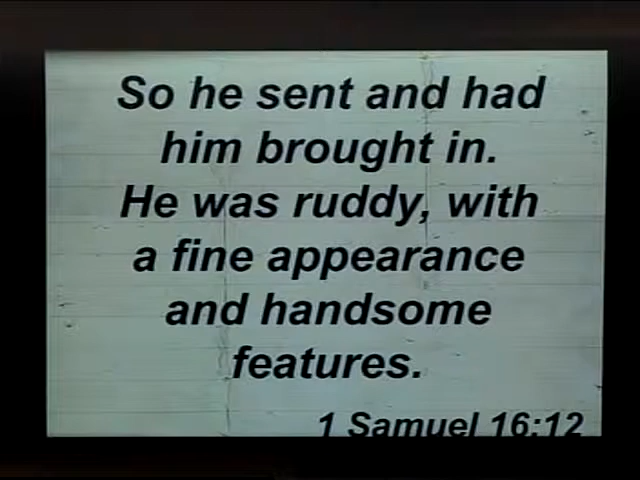 So he sent and had
him brought in.
He was ruddy, with
a fine appearance
and handsome
features.
1 Samuel 16:12